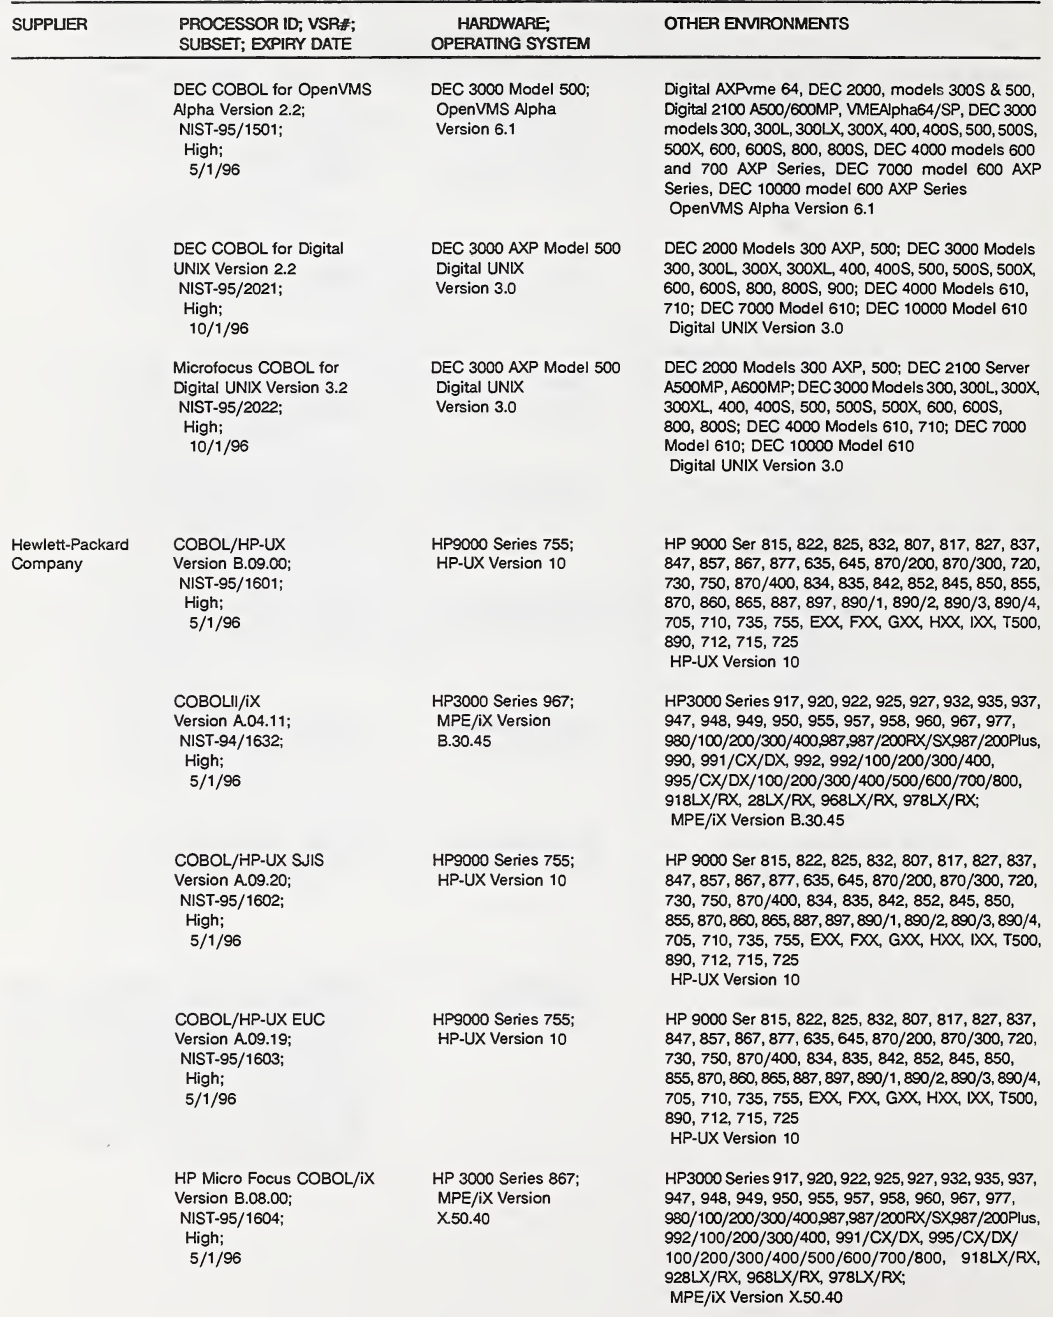 SUPPLIER
PROCESSOR ID; VSR#;
SUBSET; EXPIRY DATE
HARDWARE;
OPERATING SYSTEM
OTHER ENVIRONMENTS
DEC COBOL for OpenVMS
Alpha Version 2.2;
NIST-95/1501;
High;
5/1/96
DEC 3000 Model 500;
OpenVMS Alpha
Version 6.1
Digital AXPvme 64, DEC 2000, models 300S & 500,
Digital 2100 A500/600MP, VMEAlpha64/SP, DEC 3000
models 300, 300L, 300LX, 300X, 400, 400S, 500, 500S,
500X, 600, 600S, 800, 800S, DEC 4000 models 600
and 700 AXP Series, DEC 7000 model 600 AXP
Series, DEC 10000 model 600 AXP Series
OpenVMS Alpha Version 6.1
DEC COBOL for Digital
UNIX Version 2.2
NIST-95/2021;
High;
10/1/96
DEC 3000 AXP Model 500
Digital UNIX
Version 3.0
DEC 2000 Models 300 AXP, 500; DEC 3000 Models
300, 300L, 300X, 300XL, 400, 400S, 500, 500S, 500X,
600, 600S, 800, 800S, 900; DEC 4000 Models 610,
710; DEC 7000 Model 610; DEC 10000 Model 610
Digital UNIX Version 3.0
Microfocus COBOL for
Digital UNIX Version 3.2
NIST-95/2022;
High;
10/1/96
DEC 3000 AXP Model 500
Digital UNIX
Version 3.0
DEC 2000 Models 300 AXP, 500; DEC 2100 Server
A500MP, A600MP; DEC 3000 Models 300, 300L, 300X,
300XL, 400, 400S, 500, 500S, 500X, 600, 600S,
800, 800S; DEC 4000 Models 610, 710; DEC 7000
Model 610; DEC 10000 Model 610
Digital UNIX Version 3.0
Hewlett-Packard
Company
COBOL/HP-UX
Version B.09.00;
NIST-95/1601;
High;
5/1/96
HP9000 Series 755;
HP-UX Version 10
HP 9000 Ser 815, 822, 825, 832, 807, 817, 827, 837,
847, 857, 867, 877, 635, 645, 870/200, 870/300, 720,
730, 750, 870/400, 834, 835, 842, 852, 845, 850, 855,
870, 860, 865, 887, 897, 890/1, 890/2, 890/3, 890/4,
705, 710, 735, 755, EXX, FXX, GXX, HXX, IXX, T500,
890, 712, 715, 725
HP-UX Version 10
COBOLII/iX
Version A.04.11;
NIST-94/1632;
High;
5/1/96
HP3000 Series 967;
MPE/iX Version
B.30.45
HP3000 Series 917, 920, 922, 925, 927, 932, 935, 937,
947, 948, 949, 950, 955, 957, 958, 960, 967, 977,
980/100/200/300/400,987,987/200RX/SX,987/200Plus,
990, 991/CX/DX, 992, 992/100/200/300/400,
995/CX/DX/100/200/300/400/500/600/700/800,
918LX/RX, 28LX/RX, 968LX/RX, 978LX/RX;
MPE/iX Version B.30.45
COBOL/HP-UX SJIS
Version A.09.20;
NIST-95/1602;
High;
5/1/96
HP9000 Series 755;
HP-UX Version 10
HP 9000 Ser 815, 822, 825, 832, 807, 817, 827, 837,
847, 857, 867, 877, 635, 645, 870/200, 870/300, 720,
730, 750, 870/400, 834, 835, 842, 852, 845, 850,
855, 870, 860, 865, 887, 897, 890/1, 890/2, 890/3, 890/4,
705, 710, 735, 755, EXX, FXX, GXX, HXX, IXX, T500,
890, 712, 715, 725
HP-UX Version 10
COBOL/HP-UX EUC
Version A.09.19;
NIST-95/1603;
High;
5/1/96
HP9000 Series 755;
HP-UX Version 10
HP 9000 Ser 815, 822, 825, 832, 807, 817, 827, 837,
847, 857, 867, 877, 635, 645, 870/200, 870/300, 720,
730, 750, 870/400, 834, 835, 842, 852, 845, 850,
855, 870, 860, 865, 887, 897, 890/1, 890/2, 890/3, 890/4,
705, 710, 735, 755, EXX, FXX, GXX, HXX, IXX, T500,
890, 712, 715, 725
HP-UX Version 10
HP Micro Focus COBOL/iX
Version B.08.00;
NIST-95/1604;
High;
5/1/96
HP 3000 Series 867;
MPE/iX Version
X.50.40
HP3000 Series 917, 920, 922, 925, 927, 932, 935, 937,
947, 948, 949, 950, 955, 957, 958, 960, 967, 977,
980/100/200/300/400,987,987/200RX/SX,987/200Plus,
992/100/200/300/400, 991/CX/DX, 995/CX/DX/
100/200/300/400/500/600/700/800, 918LX/RX,
928LX/RX, 968LX/RX, 978LX/RX;
MPE/iX Version X.50.40